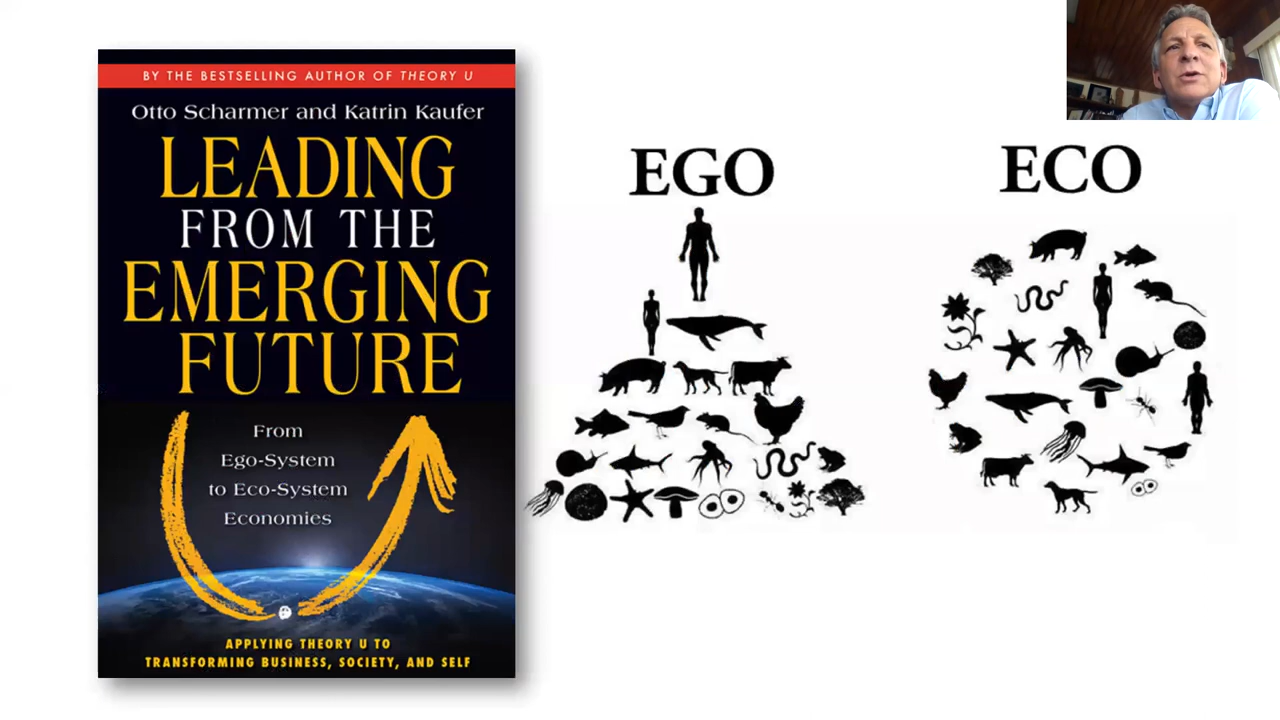 BY THE BESTSELLING AUTHOR OF THEORY U
Otto Scharmer and Katrin Kaufer
LEADING
FROM THE
EMERGING
FUTURE
From
Ego-System
to Eco-System
Economies
APPLYING THEORY U TO
TRANSFORMING BUSINESS, SOCIETY, AND SELF
EGO
ECO